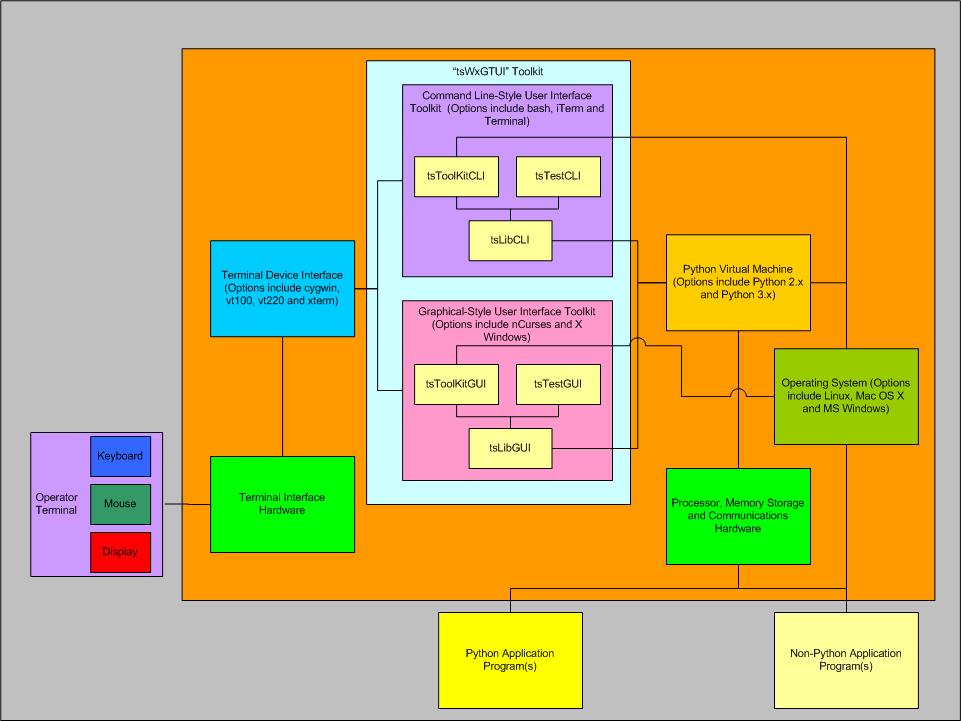 “tsWxGTUI” Toolkit
Command Line-Style User Interface
Toolkit (Options include bash, iTerm and
Terminal)
tsToolKitCLI
tsTestCLI
tsLibCLI
Terminal Device Interface
(Options include cygwin,
vt100, vt220 and xterm)
Python Virtual Machine
(Options include Python 2.x
and Python 3.x)
Graphical-Style User Interface Toolkit
(Options include nCurses and X
Windows)
tsToolKitGUI
tsTestGUI
tsLibGUI
Operating System (Options
include Linux, Mac OS X
and MS Windows)
Operator
Terminal
Keyboard
Mouse
Display
Terminal Interface
Hardware
Processor, Memory Storage
and Communications
Hardware
Python Application
Program(s)
Non-Python Application
Program(s)